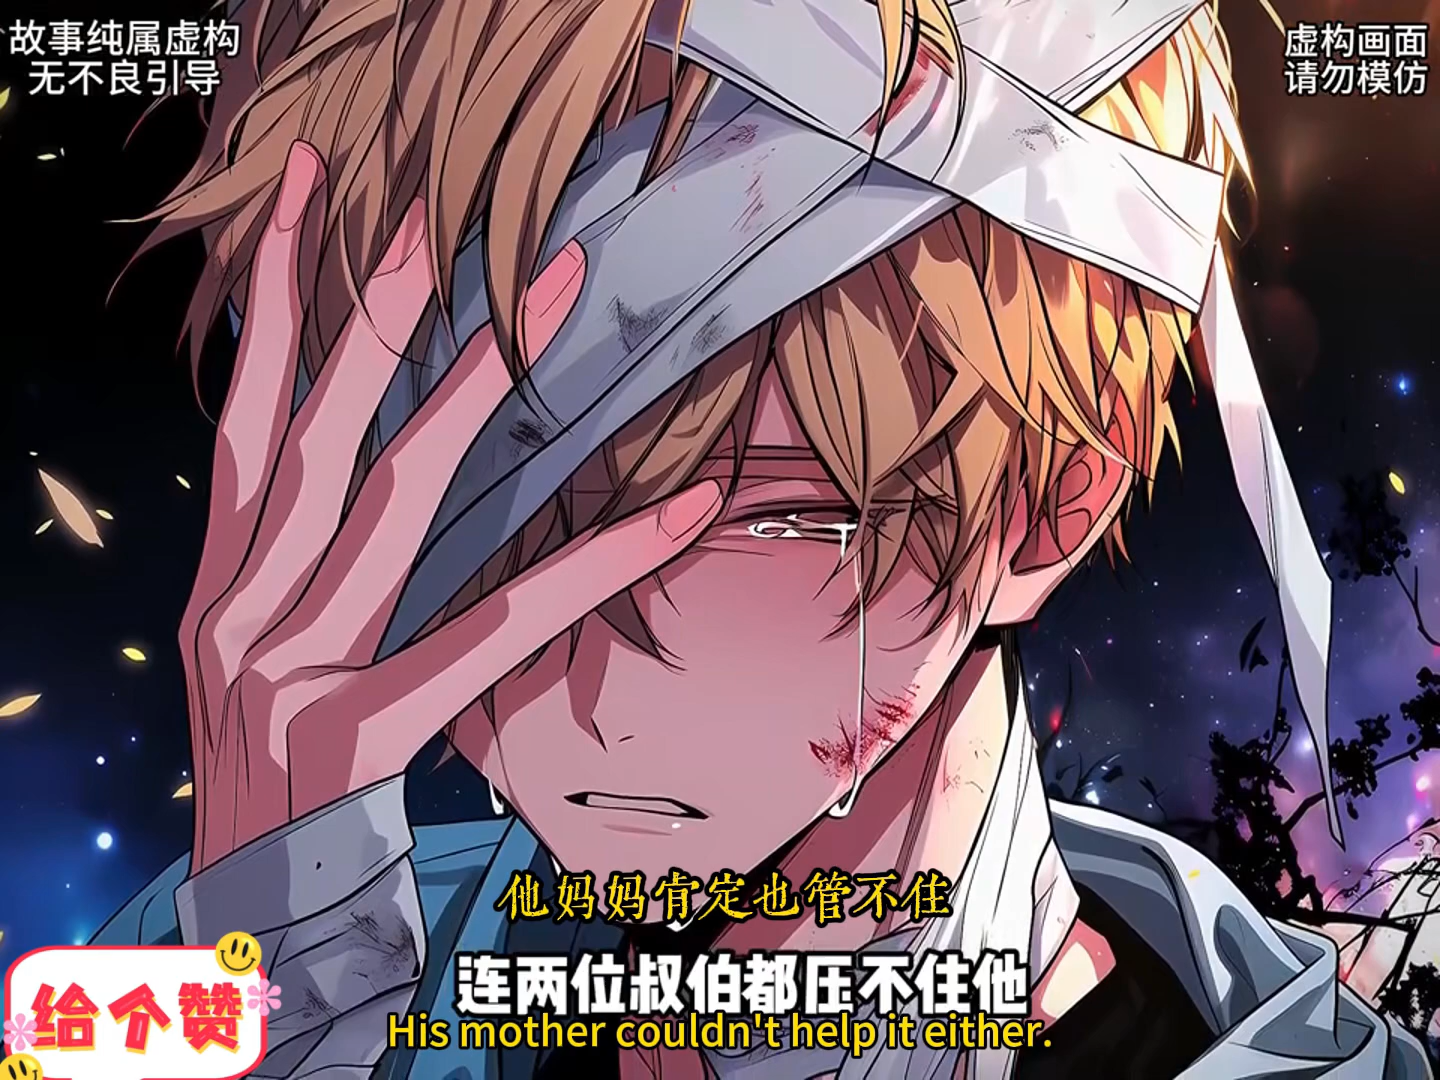 故事纯属虚构
无不良引导
虚构画面
请勿模仿
他妈妈肯定也管不住
连两位叔伯都压不住他
His mother couldn't help it either.
给个赞